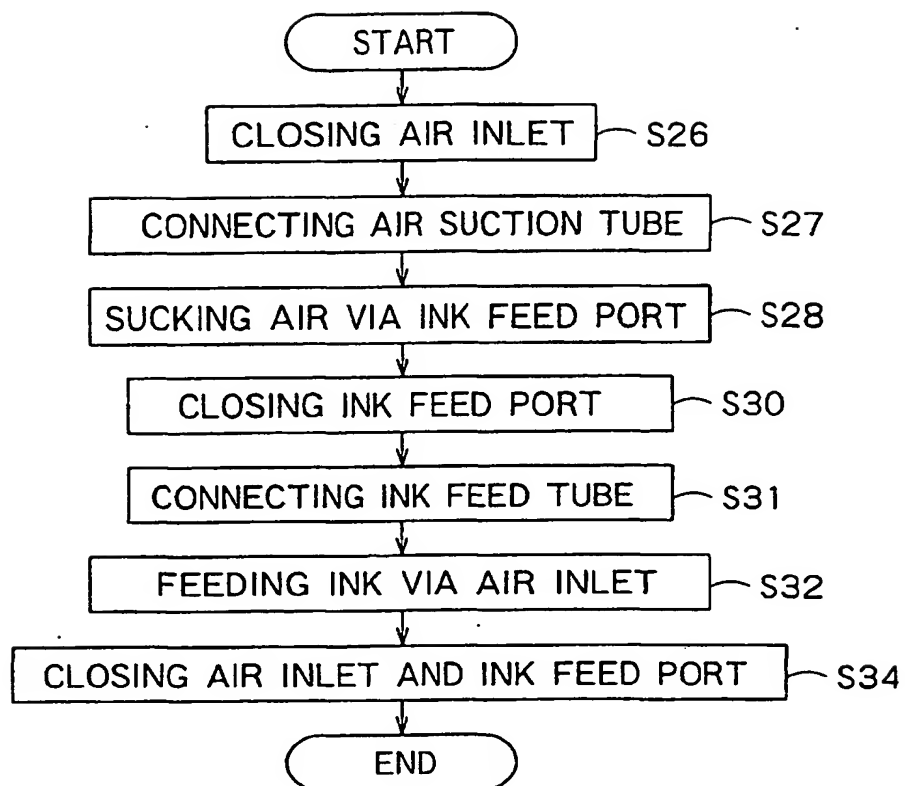 START
CLOSING AIR INLET S26
CONNECTING AIR SUCTION TUBE S27
SUCKING AIR VIA INK FEED PORT S28
CLOSING INK FEED PORT S30
CONNECTING INK FEED TUBE S31
FEEDING INK VIA AIR INLET S32
CLOSING AIR INLET AND INK FEED PORT S34
END